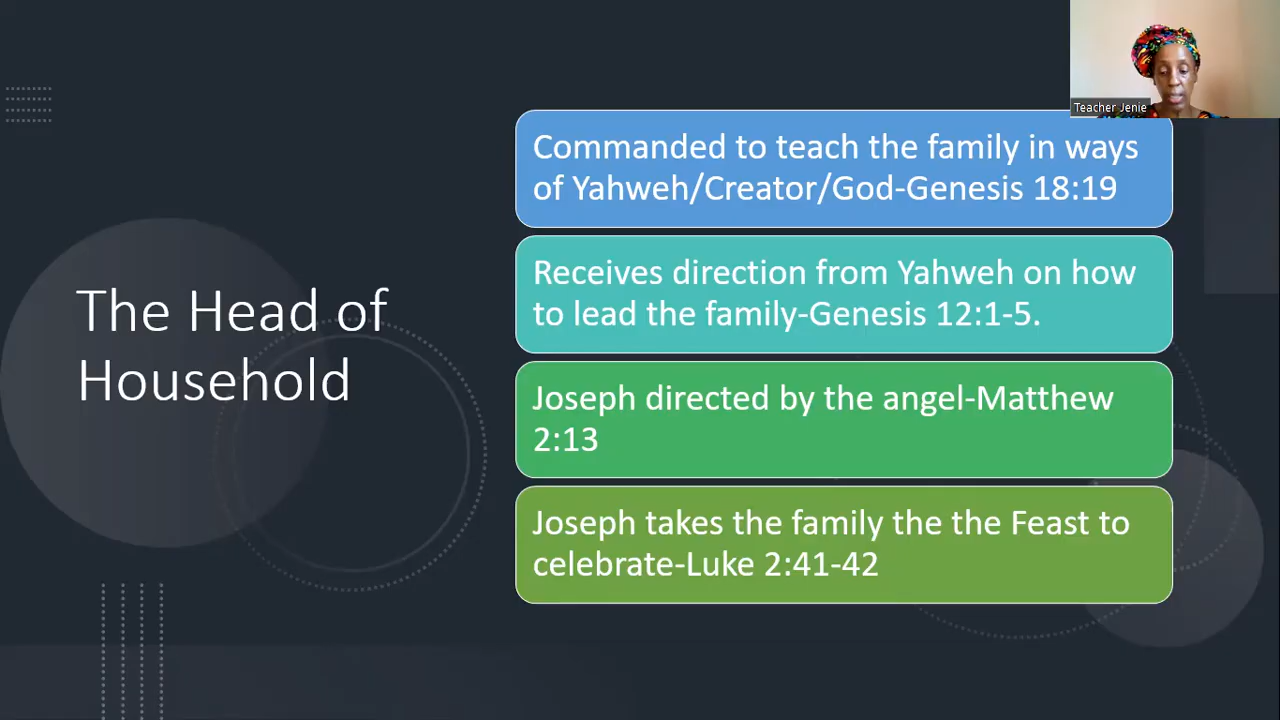 The Head of
Household
Commanded to teach the family in ways
of Yahweh/Creator/God-Genesis 18:19
Receives direction from Yahweh on how
to lead the family-Genesis 12:1-5.
Joseph directed by the angel-Matthew
2:13
Joseph takes the family the the Feast to
celebrate-Luke 2:41-42
Teacher Jenie